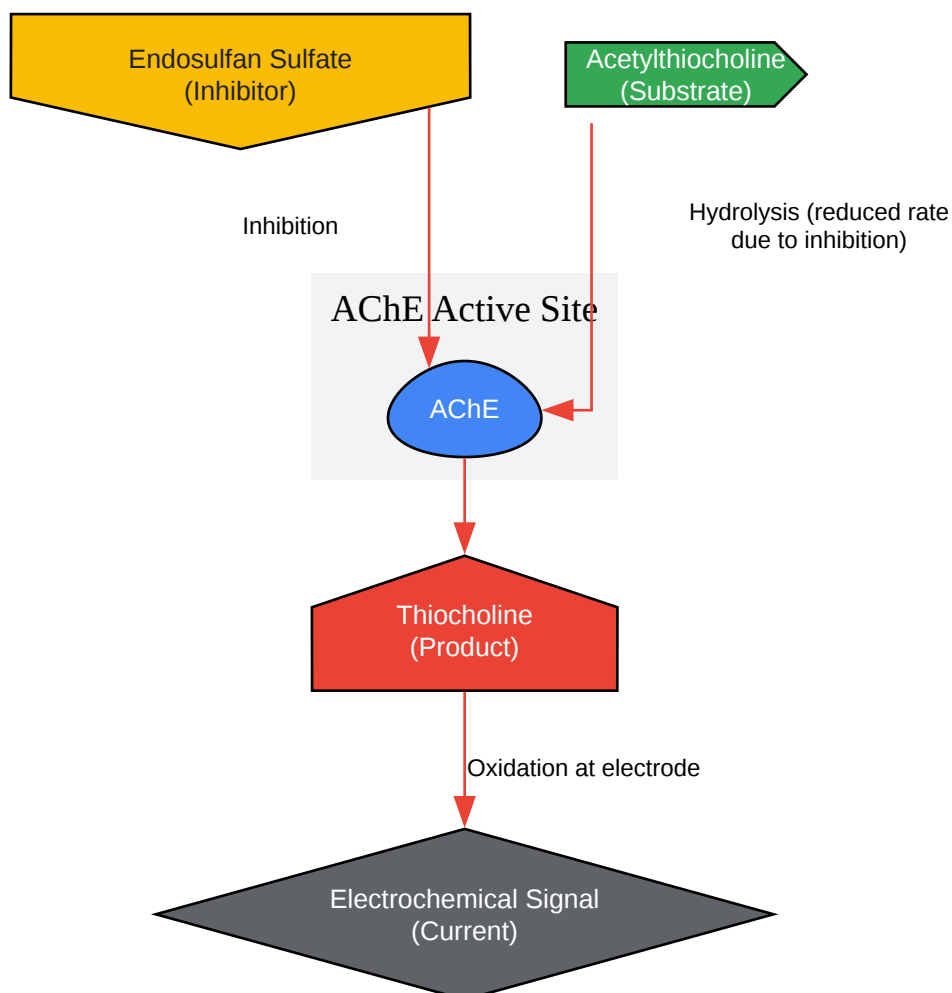 Endosulfan Sulfate
(Inhibitor)
Acetylthiocholine
(Substrate)
Inhibition
Hydrolysis (reduced rate
due to inhibition)
AChE Active Site
AChE
Thiocholine
(Product)
Oxidation at electrode
Electrochemical Signal
(Current)